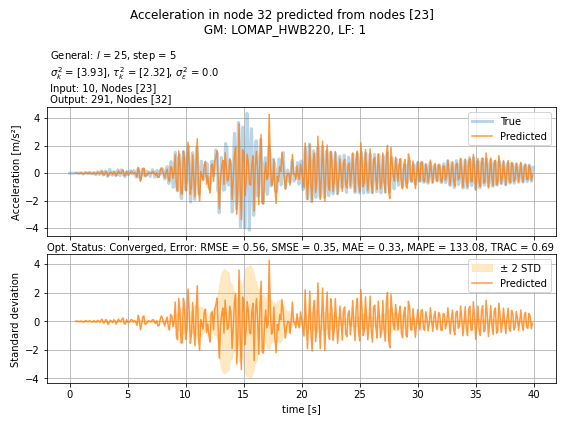 Acceleration in node 32 predicted from nodes [23]
GM: LOMAP_HWB220, LF: 1
General: l = 25, step = 5
σ²ₖ = [3.93], τ²ₖ = [2.32], σ²ε = 0.0
Input: 10, Nodes [23]
Output: 291, Nodes [32]
Acceleration [m/s²]
4
2
0
−2
−4
True
Predicted
Opt. Status: Converged, Error: RMSE = 0.56, SMSE = 0.35, MAE = 0.33, MAPE = 133.08, TRAC = 0.69
Standard deviation
4
2
0
−2
−4
± 2 STD
Predicted
0 5 10 15 20 25 30 35 40
time [s]